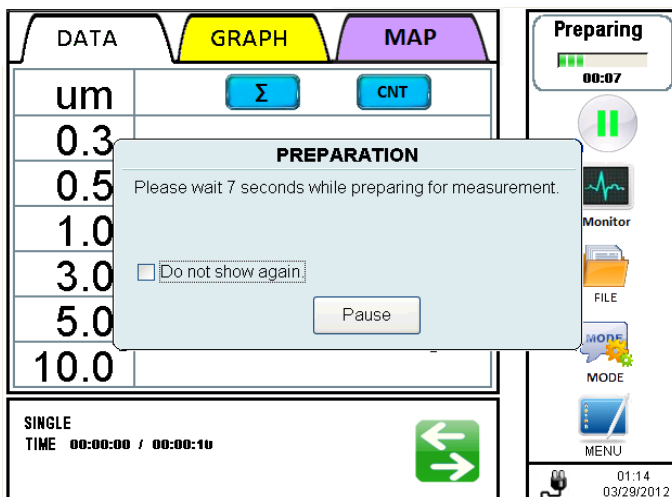 DATA
GRAPH
MAP
um
Σ
CNT
0.3
0.5
1.0
3.0
5.0
10.0
PREPARATION
Please wait 7 seconds while preparing for measurement.
Do not show again.
Pause
SINGLE
TIME 00:00:00 / 00:00:10
Preparing
00:07
Monitor
FILE
MODE
MODE
MENU
01:14
03/29/2012